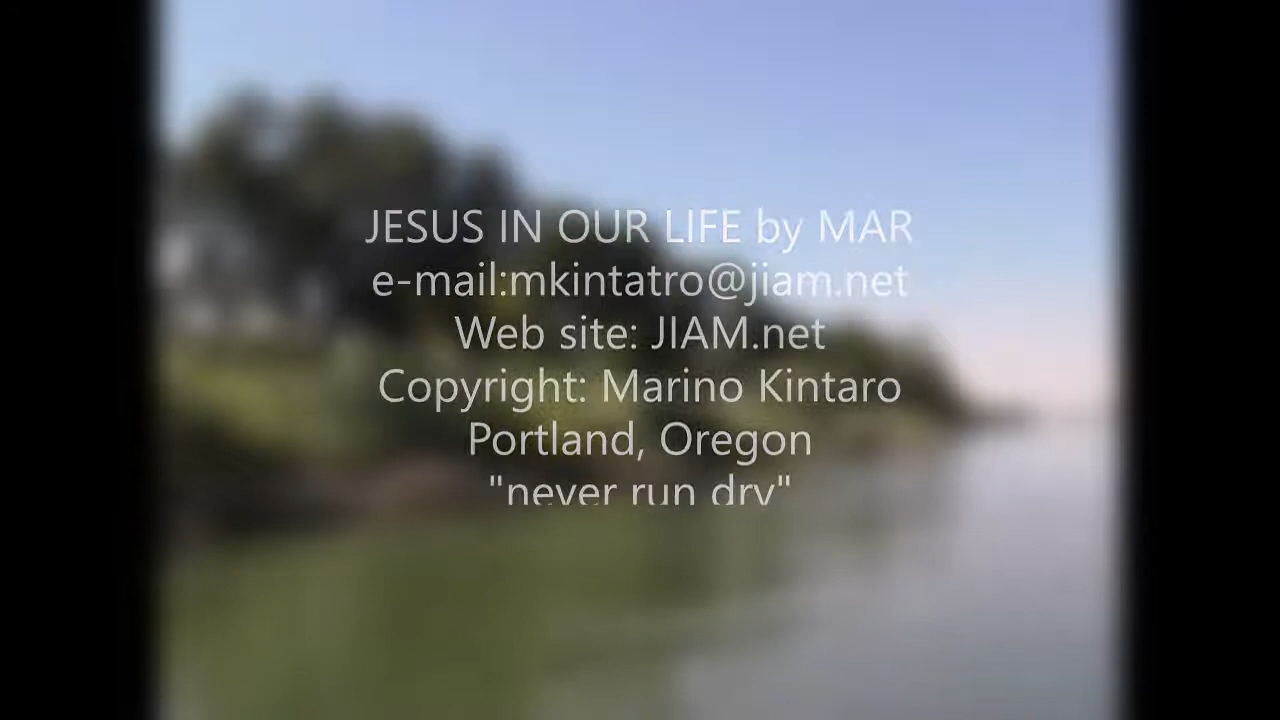 JESUS IN OUR LIFE by MAR
e-mail:mkintatro@jiam.net
Web site: JIAM.net
Copyright: Marino Kintaro
Portland, Oregon
"never run dry"